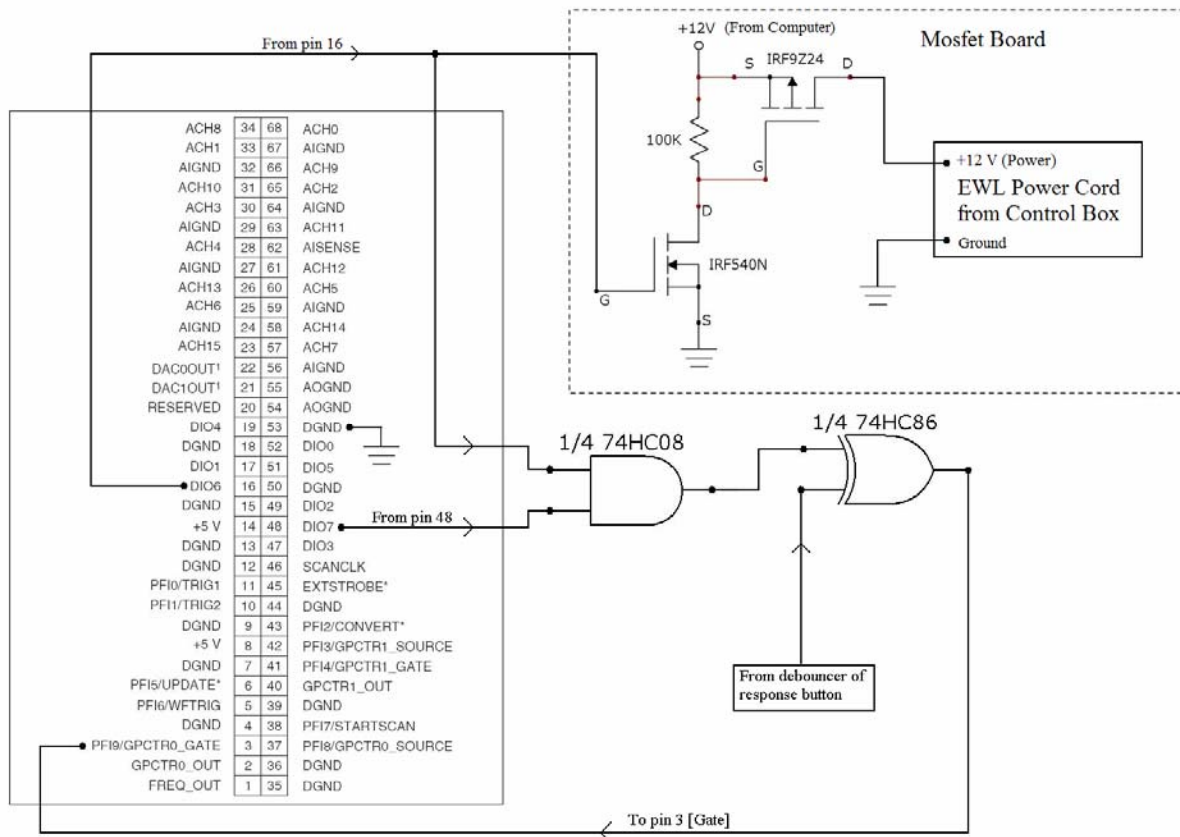 From pin 16
+12V (From Computer)
Mosfet Board
S
IRF9Z24
D
100K
G
D
+12 V (Power)
EWL Power Cord
from Control Box
Ground
IRF540N
G
S
ACH8 34 68 ACH0
ACH1 33 67 AIGND
AIGND 32 66 ACH9
ACH10 31 65 ACH2
ACH3 30 64 AIGND
AIGND 29 63 ACH11
ACH4 28 62 AISENSE
AIGND 27 61 ACH12
ACH13 26 60 ACH5
ACH6 25 59 AIGND
AIGND 24 58 ACH14
ACH15 23 57 ACH7
DAC0OUT¹ 22 56 AIGND
DAC1OUT¹ 21 55 AOGND
RESERVED 20 54 AOGND
DIO4 19 53 DGND
DGND 18 52 DIO0
DIO1 17 51 DIO5
DIO6 16 50 DGND
DGND 15 49 DIO2
+5 V 14 48 DIO7
DGND 13 47 DIO3
DGND 12 46 SCANCLK
PFI0/TRIG1 11 45 EXTSTROBE*
PFI1/TRIG2 10 44 DGND
DGND 9 43 PFI2/CONVERT*
+5 V 8 42 PFI3/GPCTR1_SOURCE
DGND 7 41 PFI4/GPCTR1_GATE
PFI5/UPDATE* 6 40 GPCTR1_OUT
PFI6/WFTRIG 5 39 DGND
DGND 4 38 PFI7/STARTSCAN
PFI9/GPCTR0_GATE 3 37 PFI8/GPCTR0_SOURCE
GPCTR0_OUT 2 36 DGND
FREQ_OUT 1 35 DGND
1/4 74HC08
1/4 74HC86
From pin 48
From debouncer of
response button
To pin 3 [Gate]